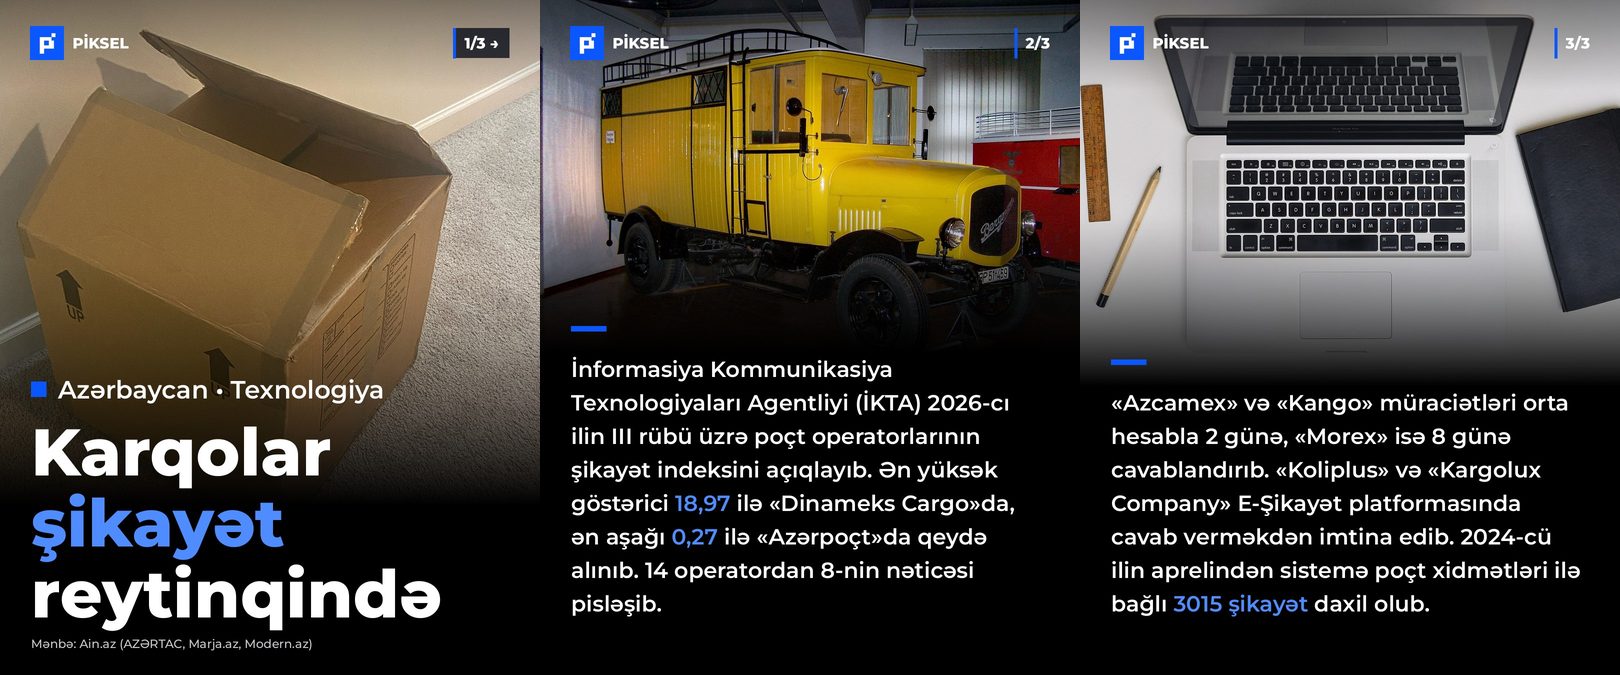 PİKSEL
1/3 →
UP
Azərbaycan • Texnologiya
Karqolar
şikayət
reytinqində
Mənbə: Ain.az (AZƏRTAC, Marja.az, Modern.az)
PİKSEL
2/3
İnformasiya Kommunikasiya
Texnologiyaları Agentliyi (İKTA) 2026-cı
ilin III rübü üzrə poçt operatorlarının
şikayət indeksini açıqlayıb. Ən yüksək
göstərici 18,97 ilə «Dinameks Cargo»da,
ən aşağı 0,27 ilə «Azərpoçt»da qeydə
alınıb. 14 operatordan 8-nin nəticəsi
pisləşib.
PİKSEL
3/3
«Azcamex» və «Kango» müraciətləri orta
hesabla 2 günə, «Morex» isə 8 günə
cavablandırıb. «Koliplus» və «Kargolux
Company» E-Şikayət platformasında
cavab verməkdən imtina edib. 2024-cü
ilin aprelindən sistemə poçt xidmətləri ilə
bağlı 3015 şikayət daxil olub.